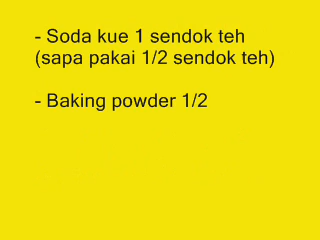 - Soda kue 1 sendok teh
(sapa pakai 1/2 sendok teh)
- Baking powder 1/2